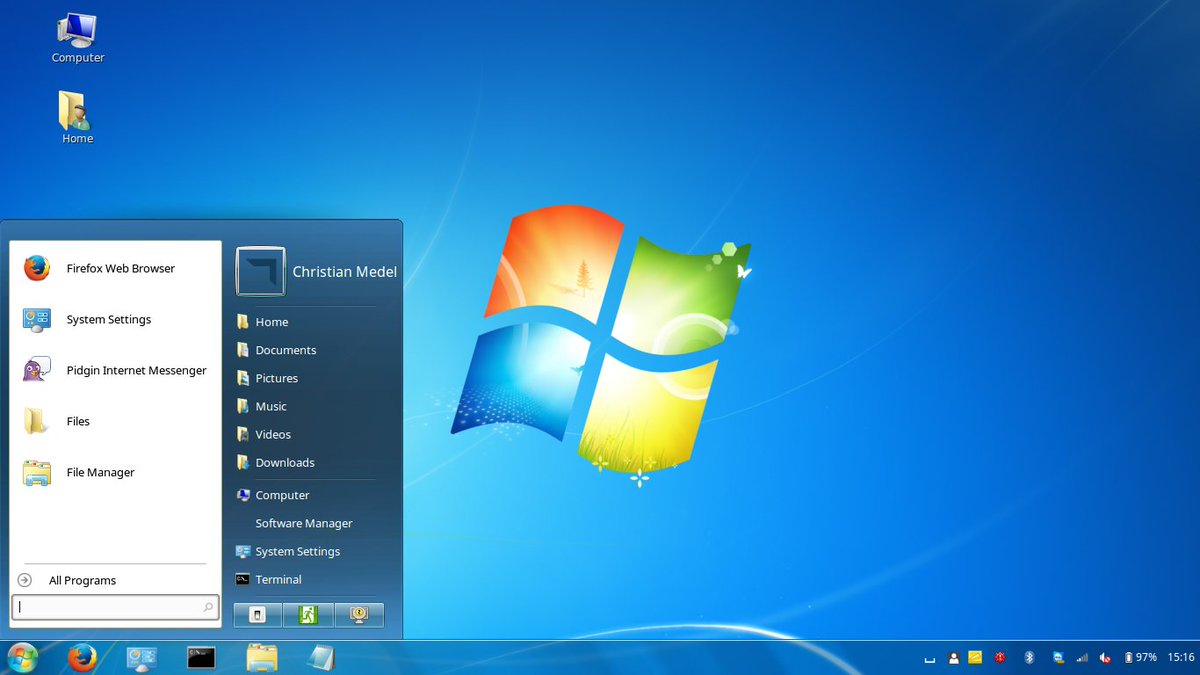 Computer
Home
Firefox Web Browser
System Settings
Pidgin Internet Messenger
Files
File Manager
All Programs
Christian Medel
Home
Documents
Pictures
Music
Videos
Downloads
Computer
Software Manager
System Settings
Terminal
97% 15:16